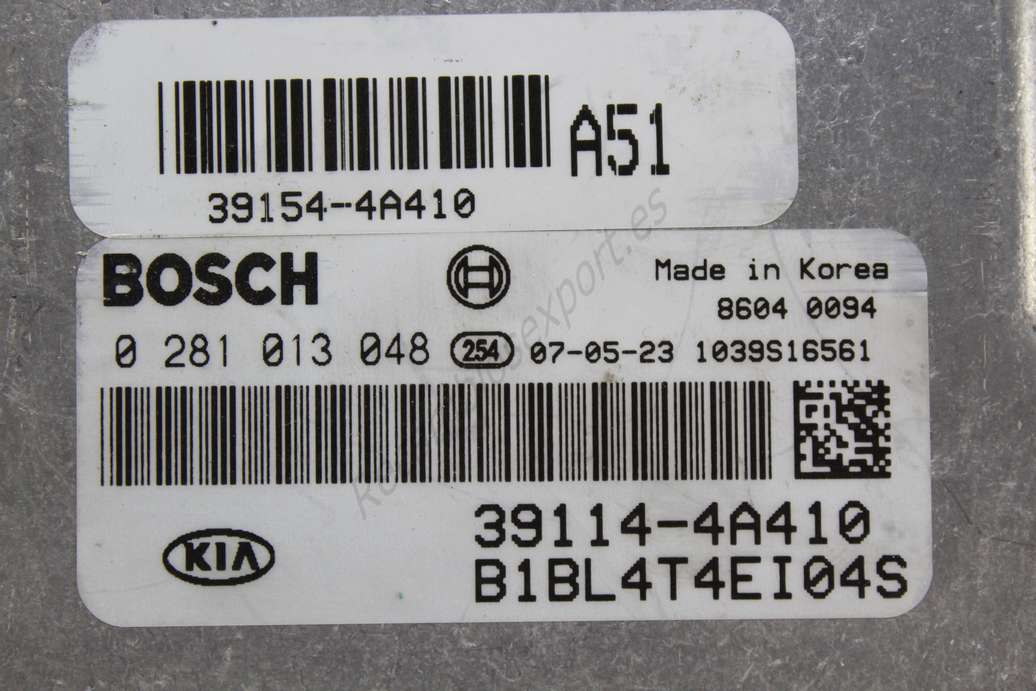 A51
39154-4A410
BOSCH
Made in Korea
8604 0094
0 281 013 048 254 07-05-23 1039S16561
39114-4A410
KIA
B1BL4T4EI04S